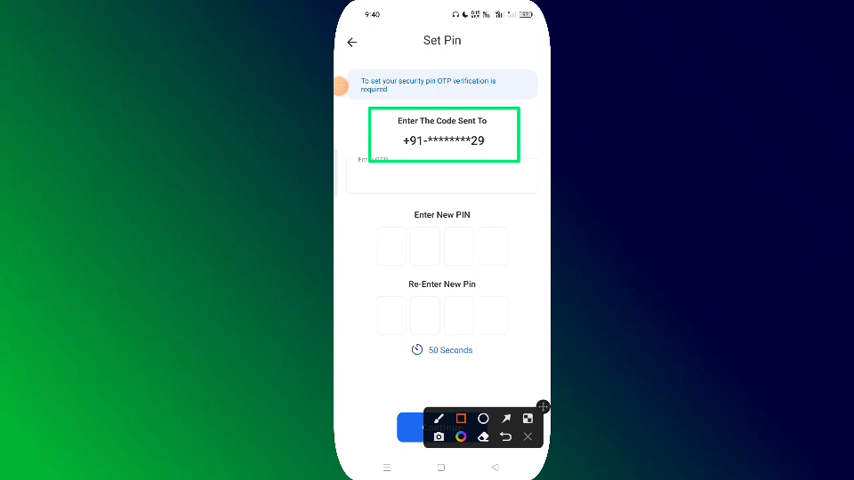 9:40
Set Pin
To set your security pin OTP verification is
required
Enter The Code Sent To
+91-********29
Enter New PIN
Re-Enter New Pin
50 Seconds